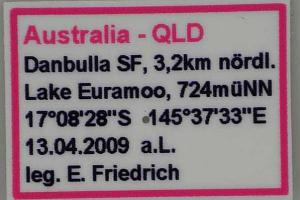 Australia - QLD
Danbulla SF, 3,2km nördl.
Lake Euramoo, 724müNN
17°08'28"S 145°37'33"E
13.04.2009 a.L.
leg. E. Friedrich